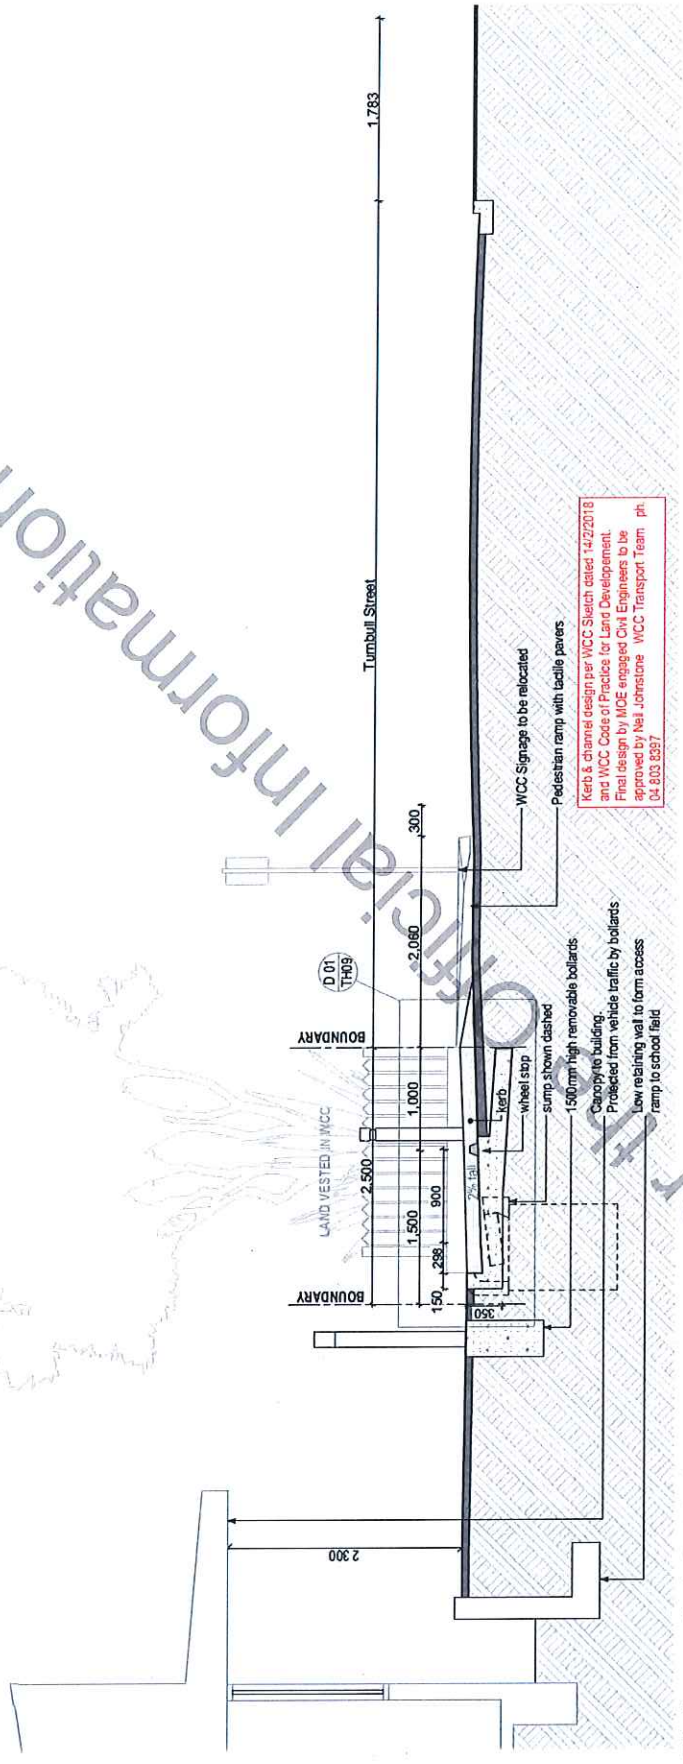 1,783
Turnbull Street
300
2,060
D 01
TH09
BOUNDARY
1,000
LAND VESTED IN WCC
2,500
1,500
900
298
150
BOUNDARY
350
2% fall
2 300
kerb
wheel stop
sump shown dashed
1500mm high removable bollards
Canopy to building.
Protected from vehicle traffic by bollards
Low retaining wall to form access
ramp to school field
WCC Signage to be relocated
Pedestrian ramp with tactile pavers
Kerb & channel design per WCC Sketch dated 14/2/2018
and WCC Code of Practice for Land Developement.
Final design by MOE engaged Civil Engineers to be
approved by Neil Johnstone WCC Transport Team ph.
04 803 8397
r the Official Information